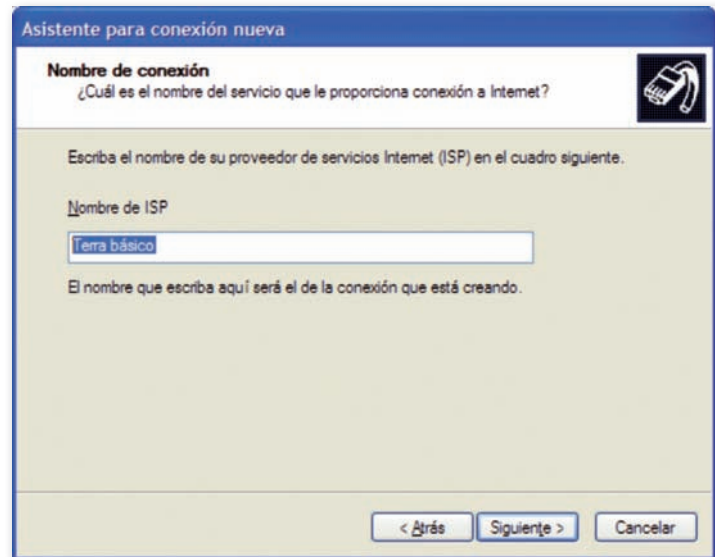 Asistente para conexión nueva
Nombre de conexión
¿Cuál es el nombre del servicio que le proporciona conexión a Internet?
Escriba el nombre de su proveedor de servicios Internet (ISP) en el cuadro siguiente.
Nombre de ISP
Terra básico
El nombre que escriba aquí será el de la conexión que está creando.
< Atrás
Siguiente >
Cancelar